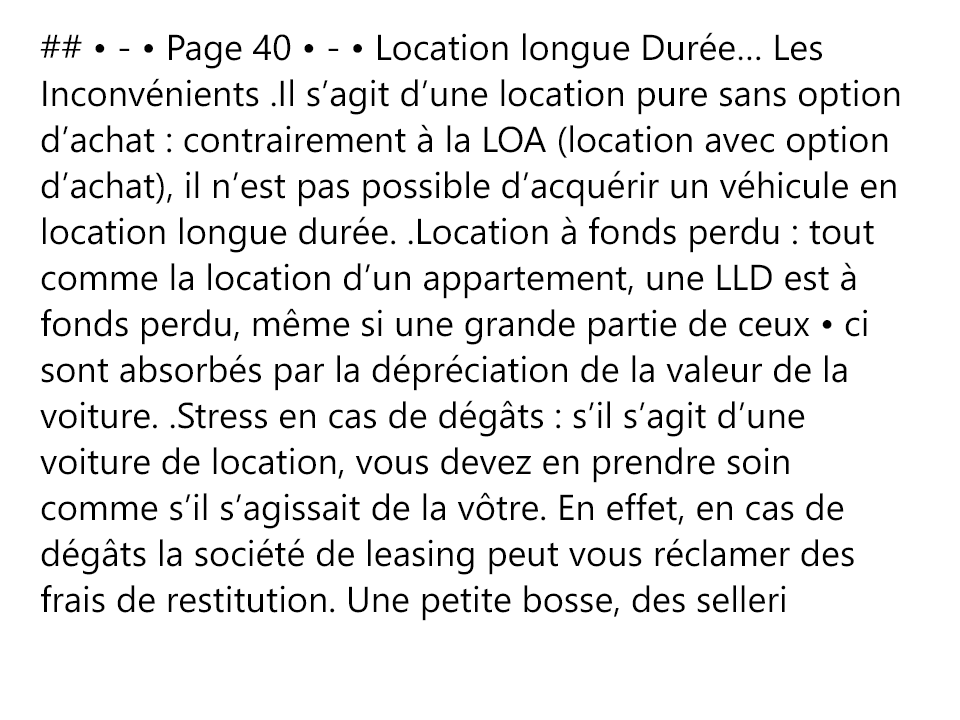 ## • - • Page 40 • - • Location longue Durée… Les
Inconvénients .Il s’agit d’une location pure sans option
d’achat : contrairement à la LOA (location avec option
d’achat), il n’est pas possible d’acquérir un véhicule en
location longue durée. .Location à fonds perdu : tout
comme la location d’un appartement, une LLD est à
fonds perdu, même si une grande partie de ceux • ci
sont absorbés par la dépréciation de la valeur de la
voiture. .Stress en cas de dégâts : s’il s’agit d’une
voiture de location, vous devez en prendre soin
comme s’il s’agissait de la vôtre. En effet, en cas de
dégâts la société de leasing peut vous réclamer des
frais de restitution. Une petite bosse, des selleri